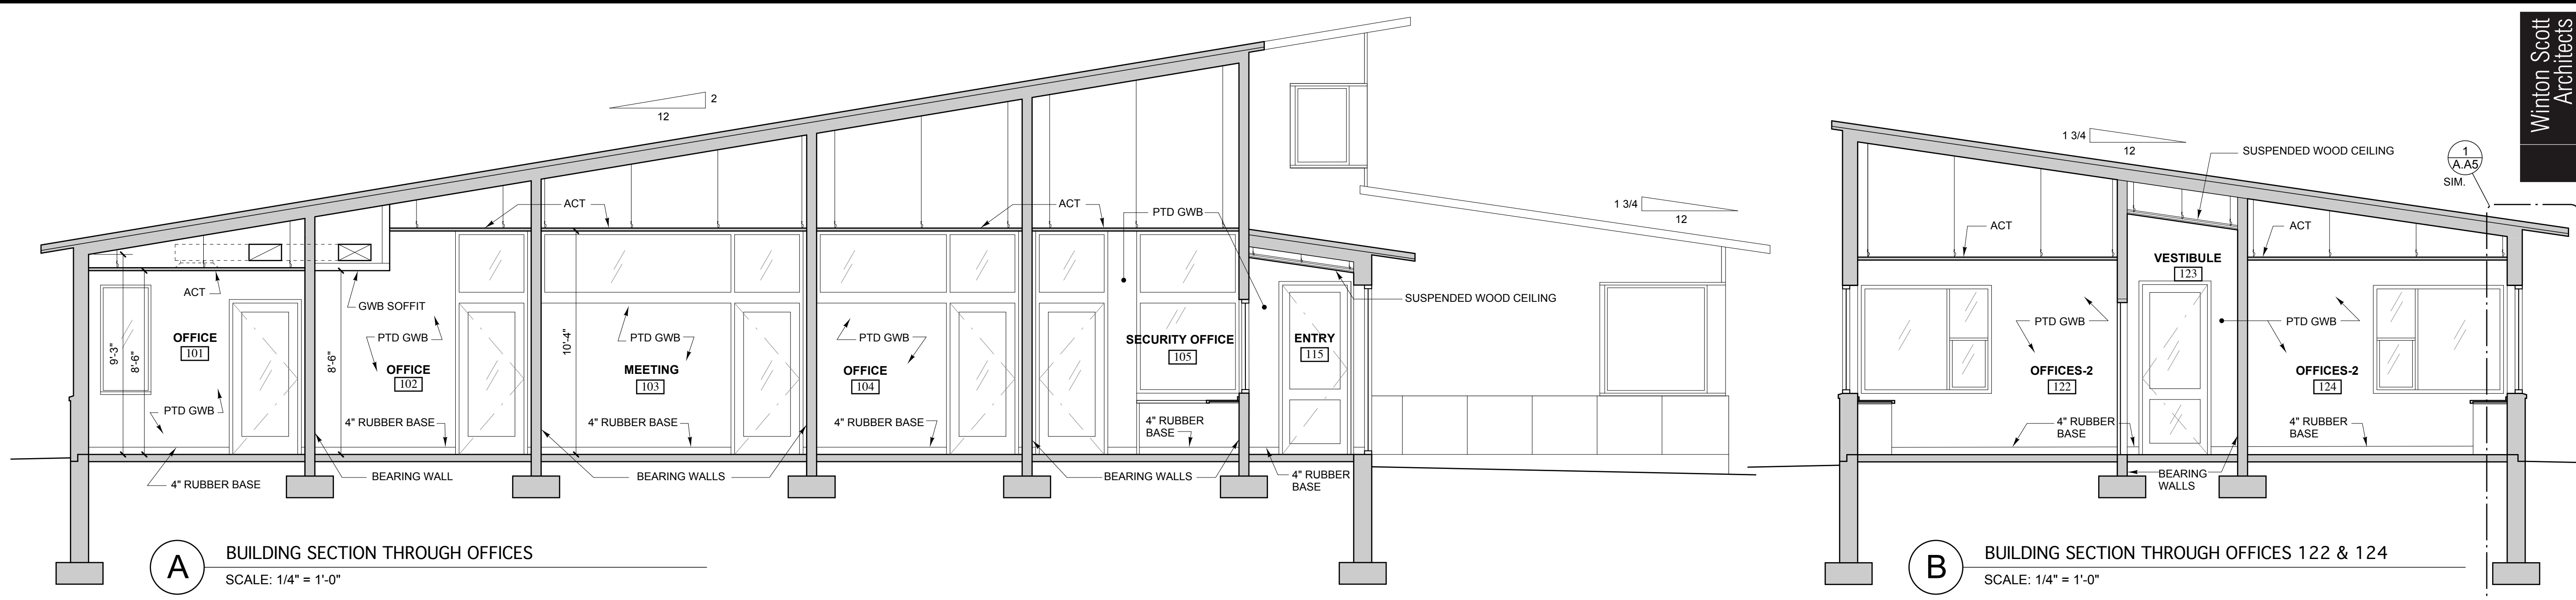 Winton Scott
Architects
2
12
1 3/4
12
ACT
ACT
PTD GWB
ACT
GWB SOFFIT
SUSPENDED WOOD CEILING
9'-3"
8'-6"
8'-6"
10'-4"
OFFICE
101
PTD GWB
OFFICE
102
PTD GWB
MEETING
103
PTD GWB
OFFICE
104
SECURITY OFFICE
105
ENTRY
115
PTD GWB
4" RUBBER BASE
4" RUBBER BASE
4" RUBBER BASE
4" RUBBER
BASE
4" RUBBER BASE
BEARING WALL
BEARING WALLS
BEARING WALLS
4" RUBBER
BASE
A
BUILDING SECTION THROUGH OFFICES
SCALE: 1/4" = 1'-0"
1 3/4
12
SUSPENDED WOOD CEILING
1
A.A5
SIM.
ACT
ACT
VESTIBULE
123
PTD GWB
PTD GWB
OFFICES-2
122
OFFICES-2
124
4" RUBBER
BASE
4" RUBBER
BASE
BEARING
WALLS
B
BUILDING SECTION THROUGH OFFICES 122 & 124
SCALE: 1/4" = 1'-0"